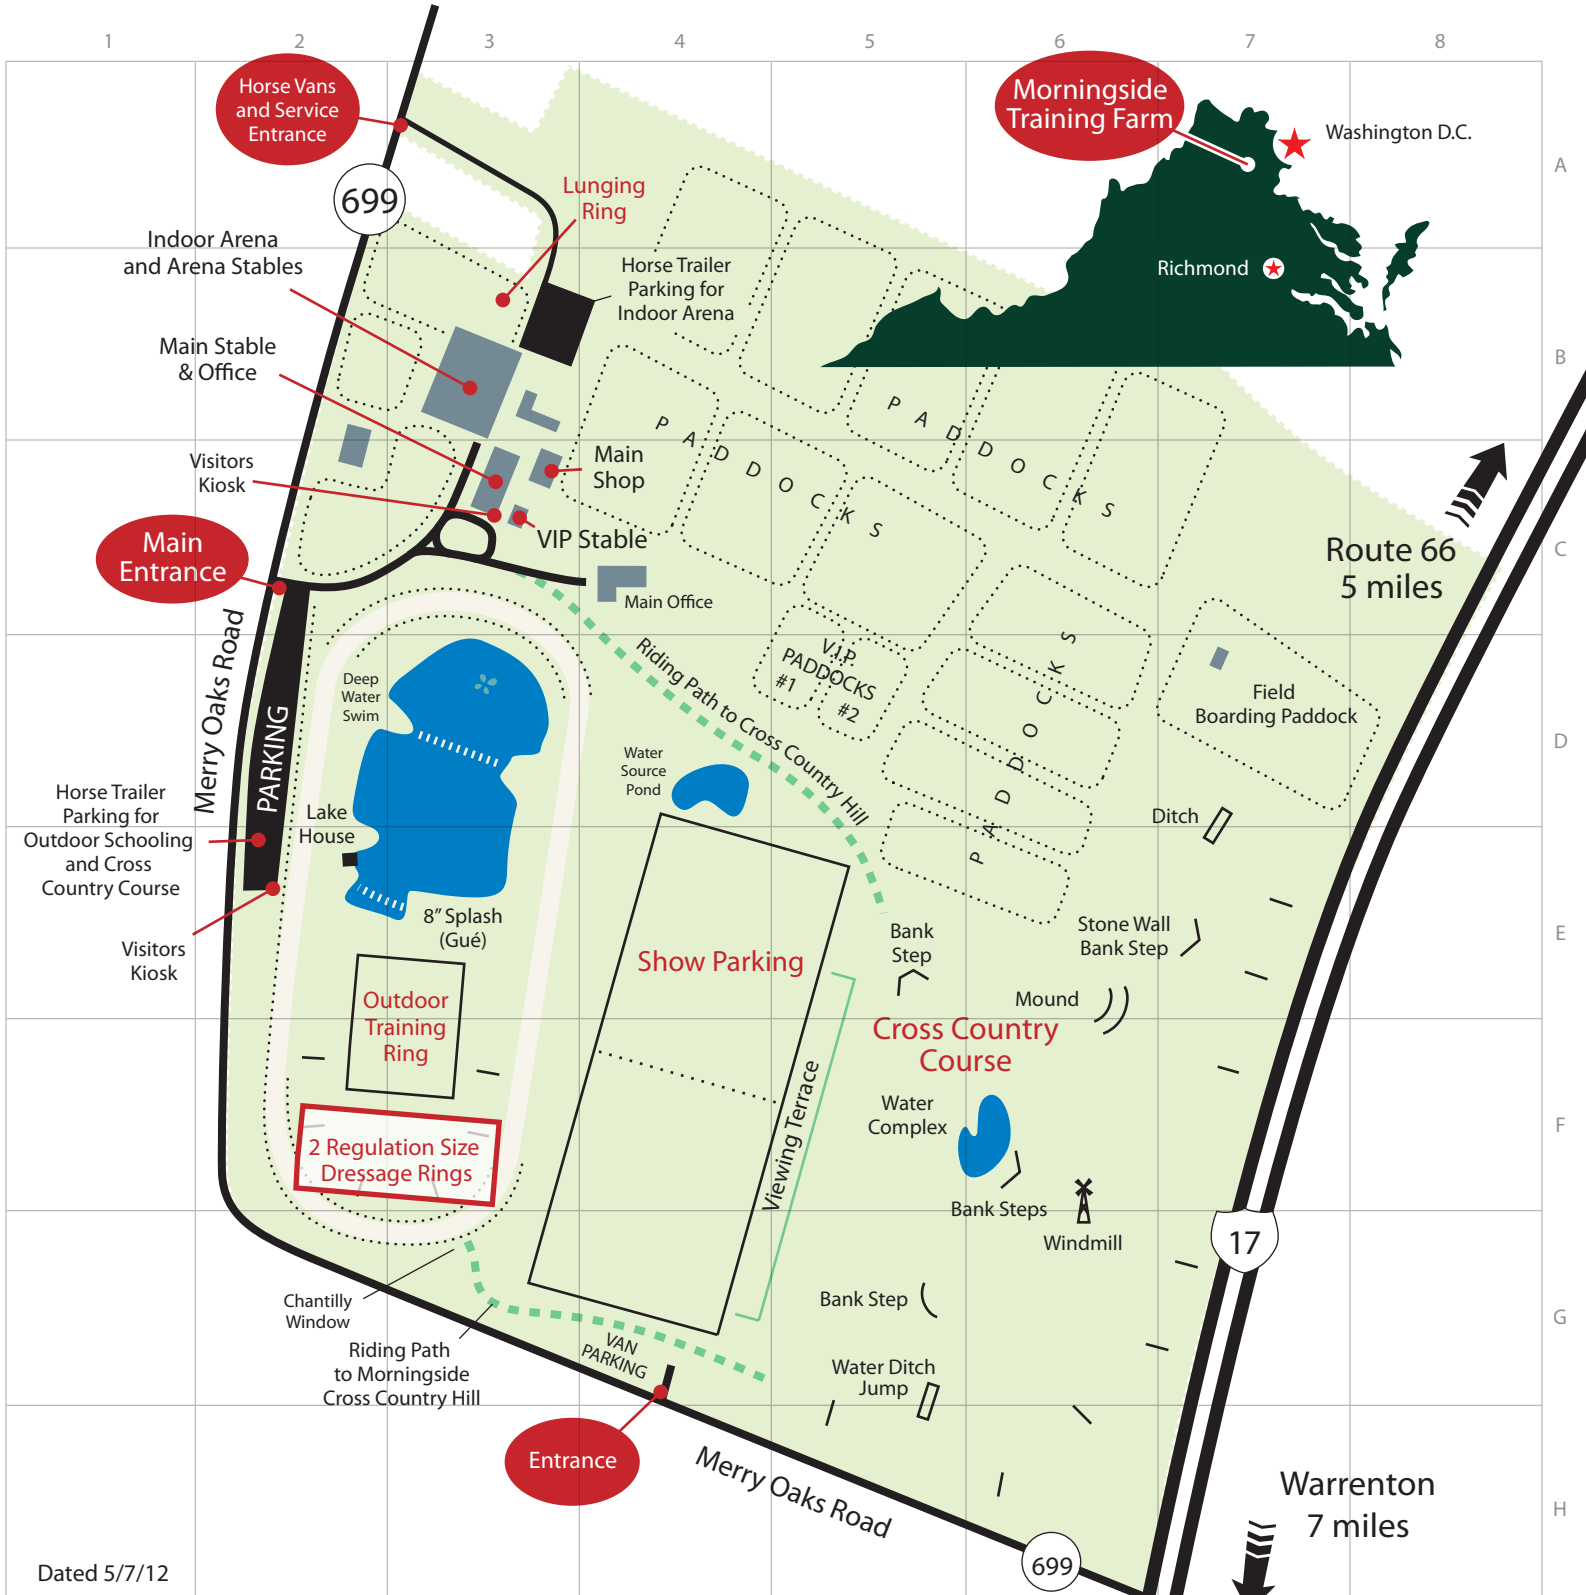 1 2 3 4 5 6 7 8
A
B
C
D
E
F
G
H
Horse Vans
and Service
Entrance
699
Lunging
Ring
Morningside
Training Farm
Washington D.C.
Richmond
Indoor Arena
and Arena Stables
Horse Trailer
Parking for
Indoor Arena
Main Stable
& Office
PADDOCKS
PADDOCKS
Visitors
Kiosk
Main
Shop
VIP Stable
Main
Entrance
Main Office
Route 66
5 miles
Merry Oaks Road
PARKING
Deep
Water
Swim
Riding Path to Cross Country Hill
V.I.P.
PADDOCKS
#1
#2
PADDOCKS
Field
Boarding Paddock
Water
Source
Pond
Horse Trailer
Parking for
Outdoor Schooling
and Cross
Country Course
Lake
House
Ditch
8” Splash
(Gué)
Visitors
Kiosk
Show Parking
Bank
Step
Stone Wall
Bank Step
Mound
Outdoor
Training
Ring
Cross Country
Course
Viewing Terrace
Water
Complex
2 Regulation Size
Dressage Rings
Bank Steps
Windmill
17
Chantilly
Window
Bank Step
Riding Path
to Morningside
Cross Country Hill
VAN
PARKING
Water Ditch
Jump
Entrance
Merry Oaks Road
699
Warrenton
7 miles
Dated 5/7/12